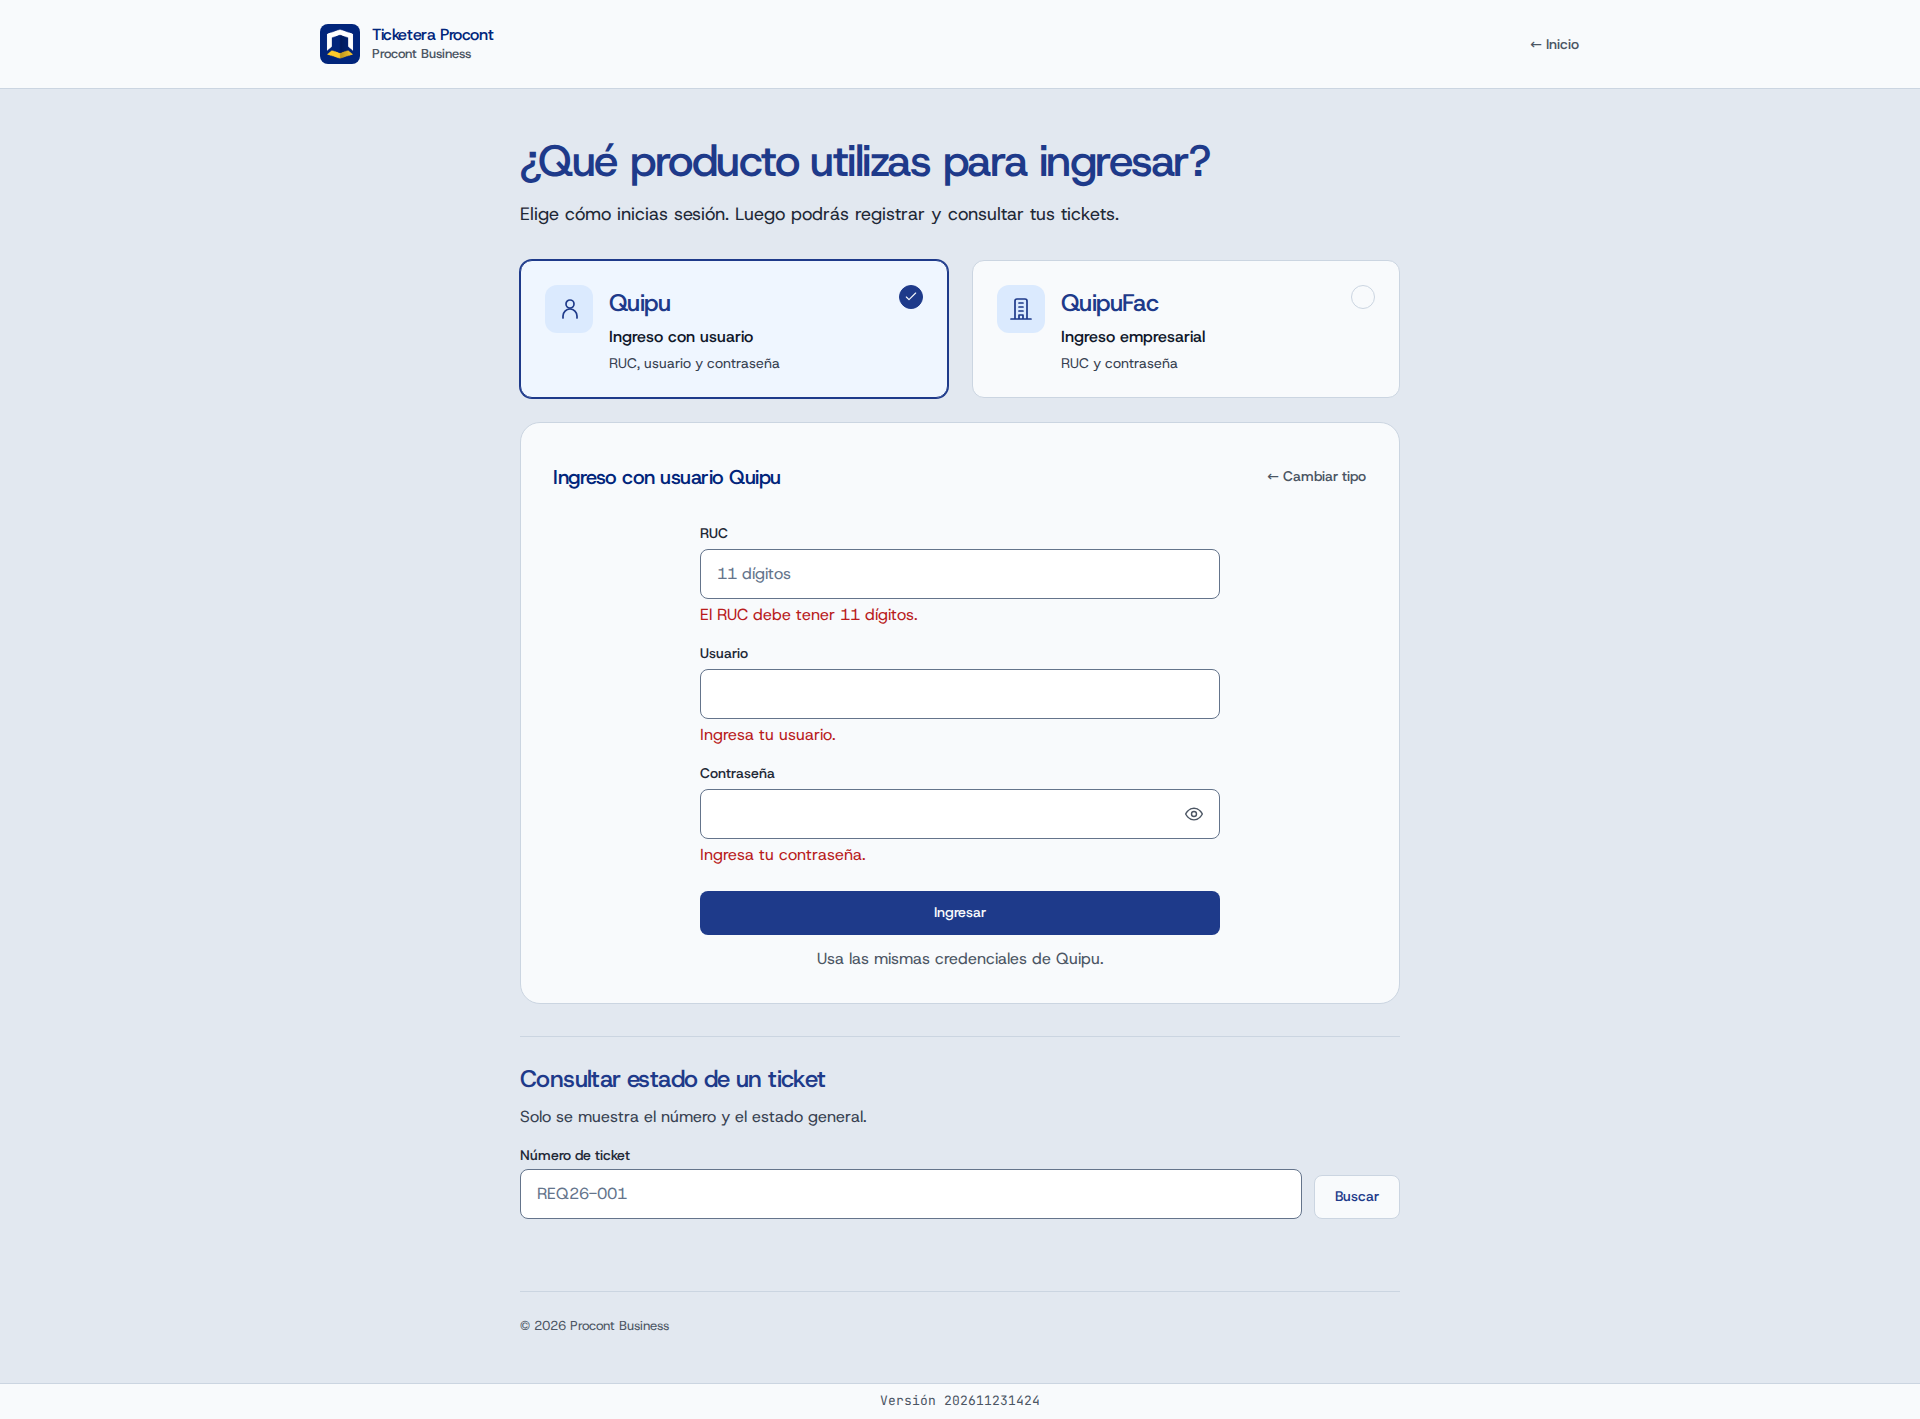 Ticketera Procont
Procont Business
← Inicio
¿Qué producto utilizas para ingresar?
Elige cómo inicias sesión. Luego podrás registrar y consultar tus tickets.
Quipu
Ingreso con usuario
RUC, usuario y contraseña
QuipuFac
Ingreso empresarial
RUC y contraseña
Ingreso con usuario Quipu
← Cambiar tipo
RUC
11 dígitos
El RUC debe tener 11 dígitos.
Usuario
Ingresa tu usuario.
Contraseña
Ingresa tu contraseña.
Ingresar
Usa las mismas credenciales de Quipu.
Consultar estado de un ticket
Solo se muestra el número y el estado general.
Número de ticket
REQ26-001
Buscar
© 2026 Procont Business
Versión 202611231424